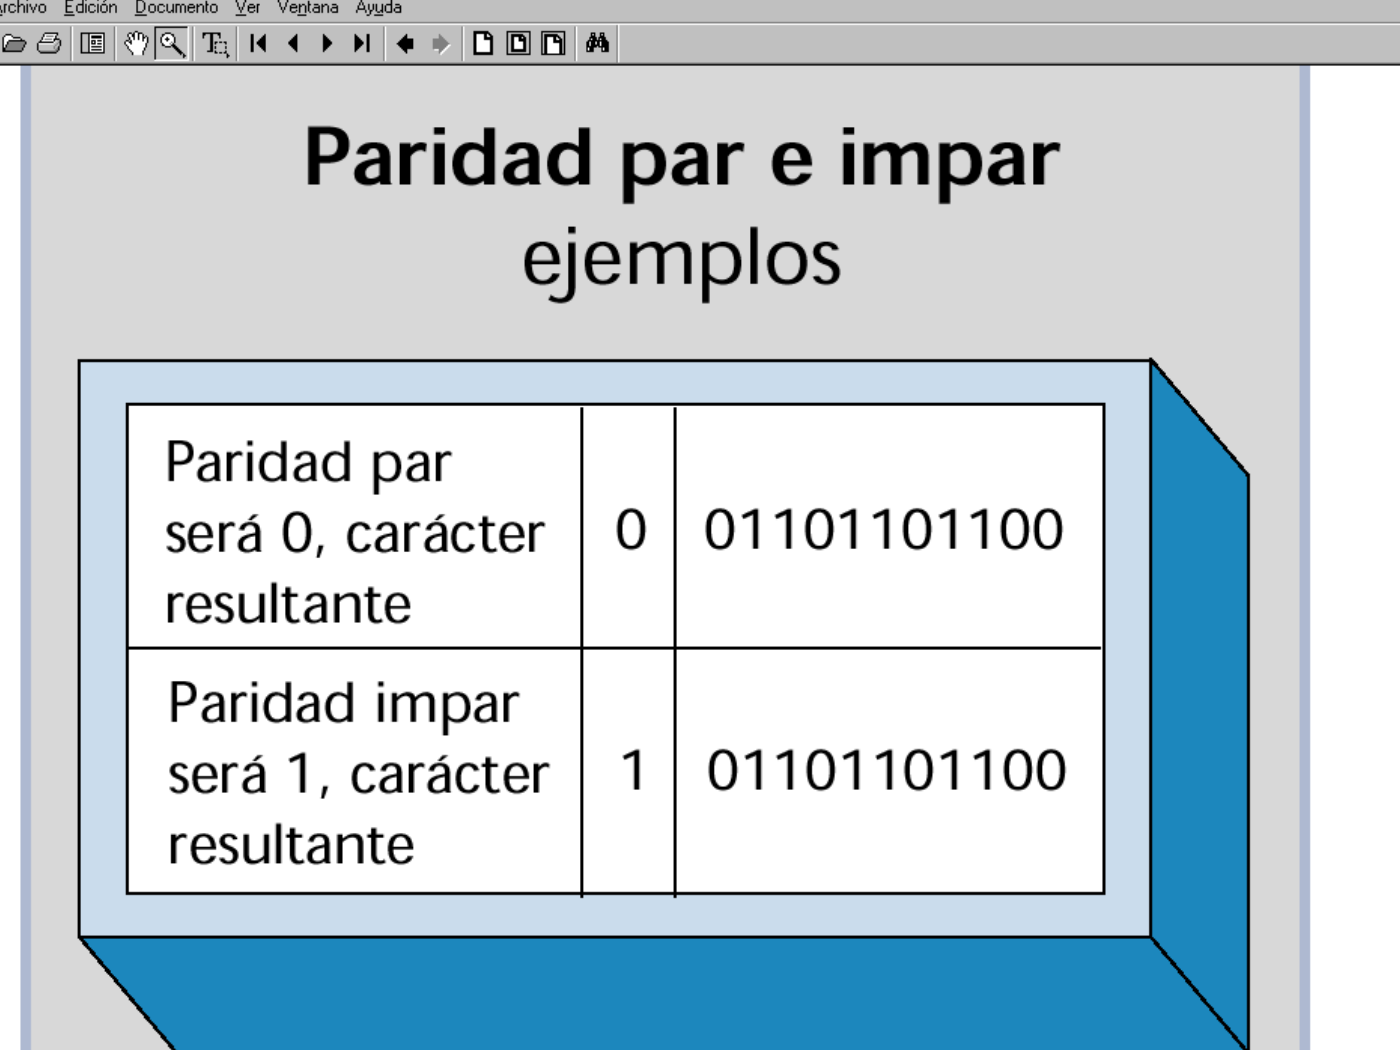 Archivo Edición Documento Ver Ventana Ayuda
Paridad par e impar
ejemplos
Paridad par
será 0, carácter
resultante
0
01101101100
Paridad impar
será 1, carácter
resultante
1
01101101100